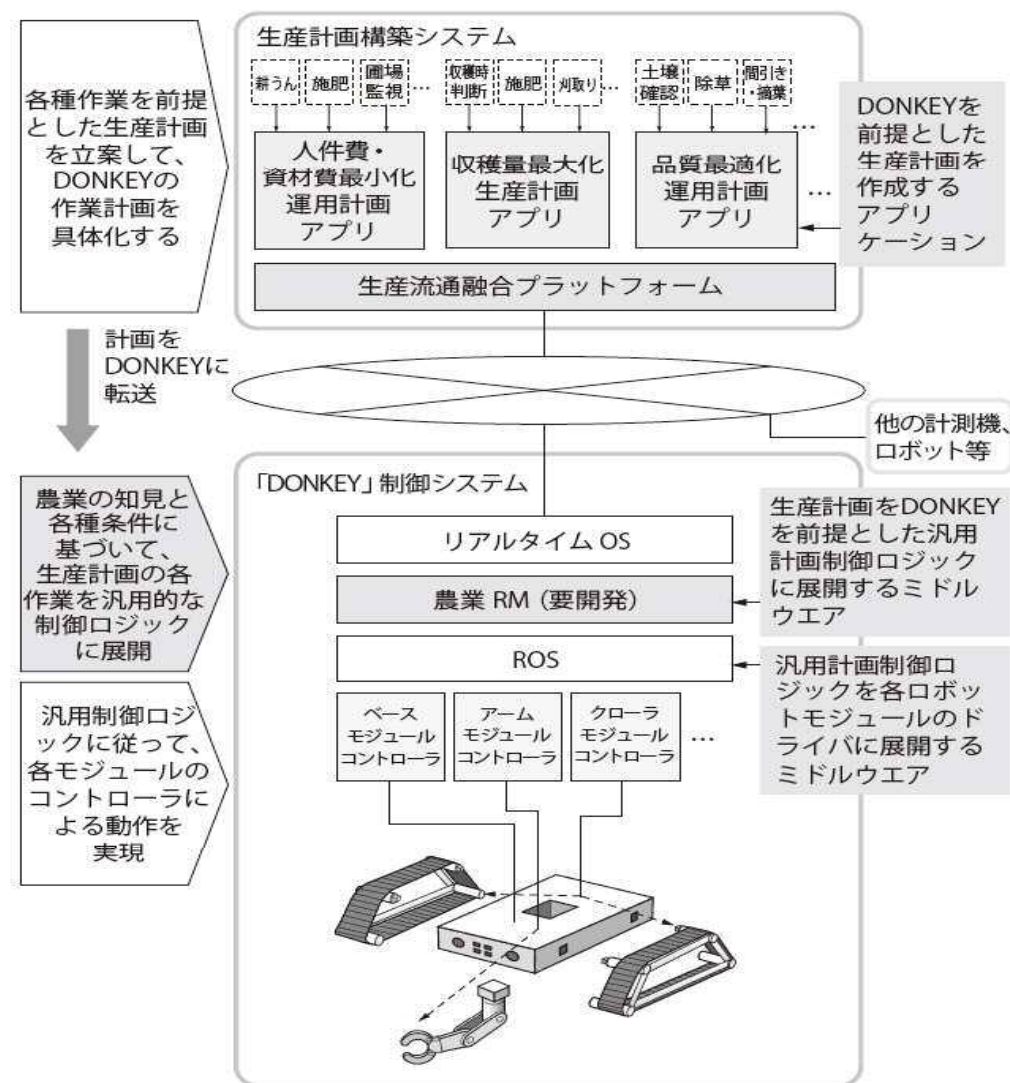 生産計画構築システム
耕うん
施肥
圃場
監視
…
収穫時
判断
施肥
刈取り
…
土壌
確認
除草
間引き
・摘葉
…
各種作業を前提
とした生産計画
を立案して、
DONKEYの
作業計画を
具体化する
人件費・
資材費最小化
運用計画
アプリ
収穫量最大化
生産計画
アプリ
品質最適化
運用計画
アプリ
…
DONKEYを
前提とした
生産計画を
作成する
アプリ
ケーション
生産流通融合プラットフォーム
計画を
DONKEYに
転送
他の計測機、
ロボット等
「DONKEY」制御システム
農業の知見と
各種条件に
基づいて、
生産計画の各
作業を汎用的な
制御ロジック
に展開
リアルタイム OS
農業 RM（要開発）
ROS
生産計画をDONKEY
を前提とした汎用
計画制御ロジック
に展開するミドル
ウエア
汎用計画制御ロ
ジックを各ロボッ
トモジュールのド
ライバに展開する
ミドルウエア
汎用制御ロジ
ックに従って、
各モジュールの
コントローラに
よる動作を
実現
ベース
モジュール
コントローラ
アーム
モジュール
コントローラ
クローラ
モジュール
コントローラ
…